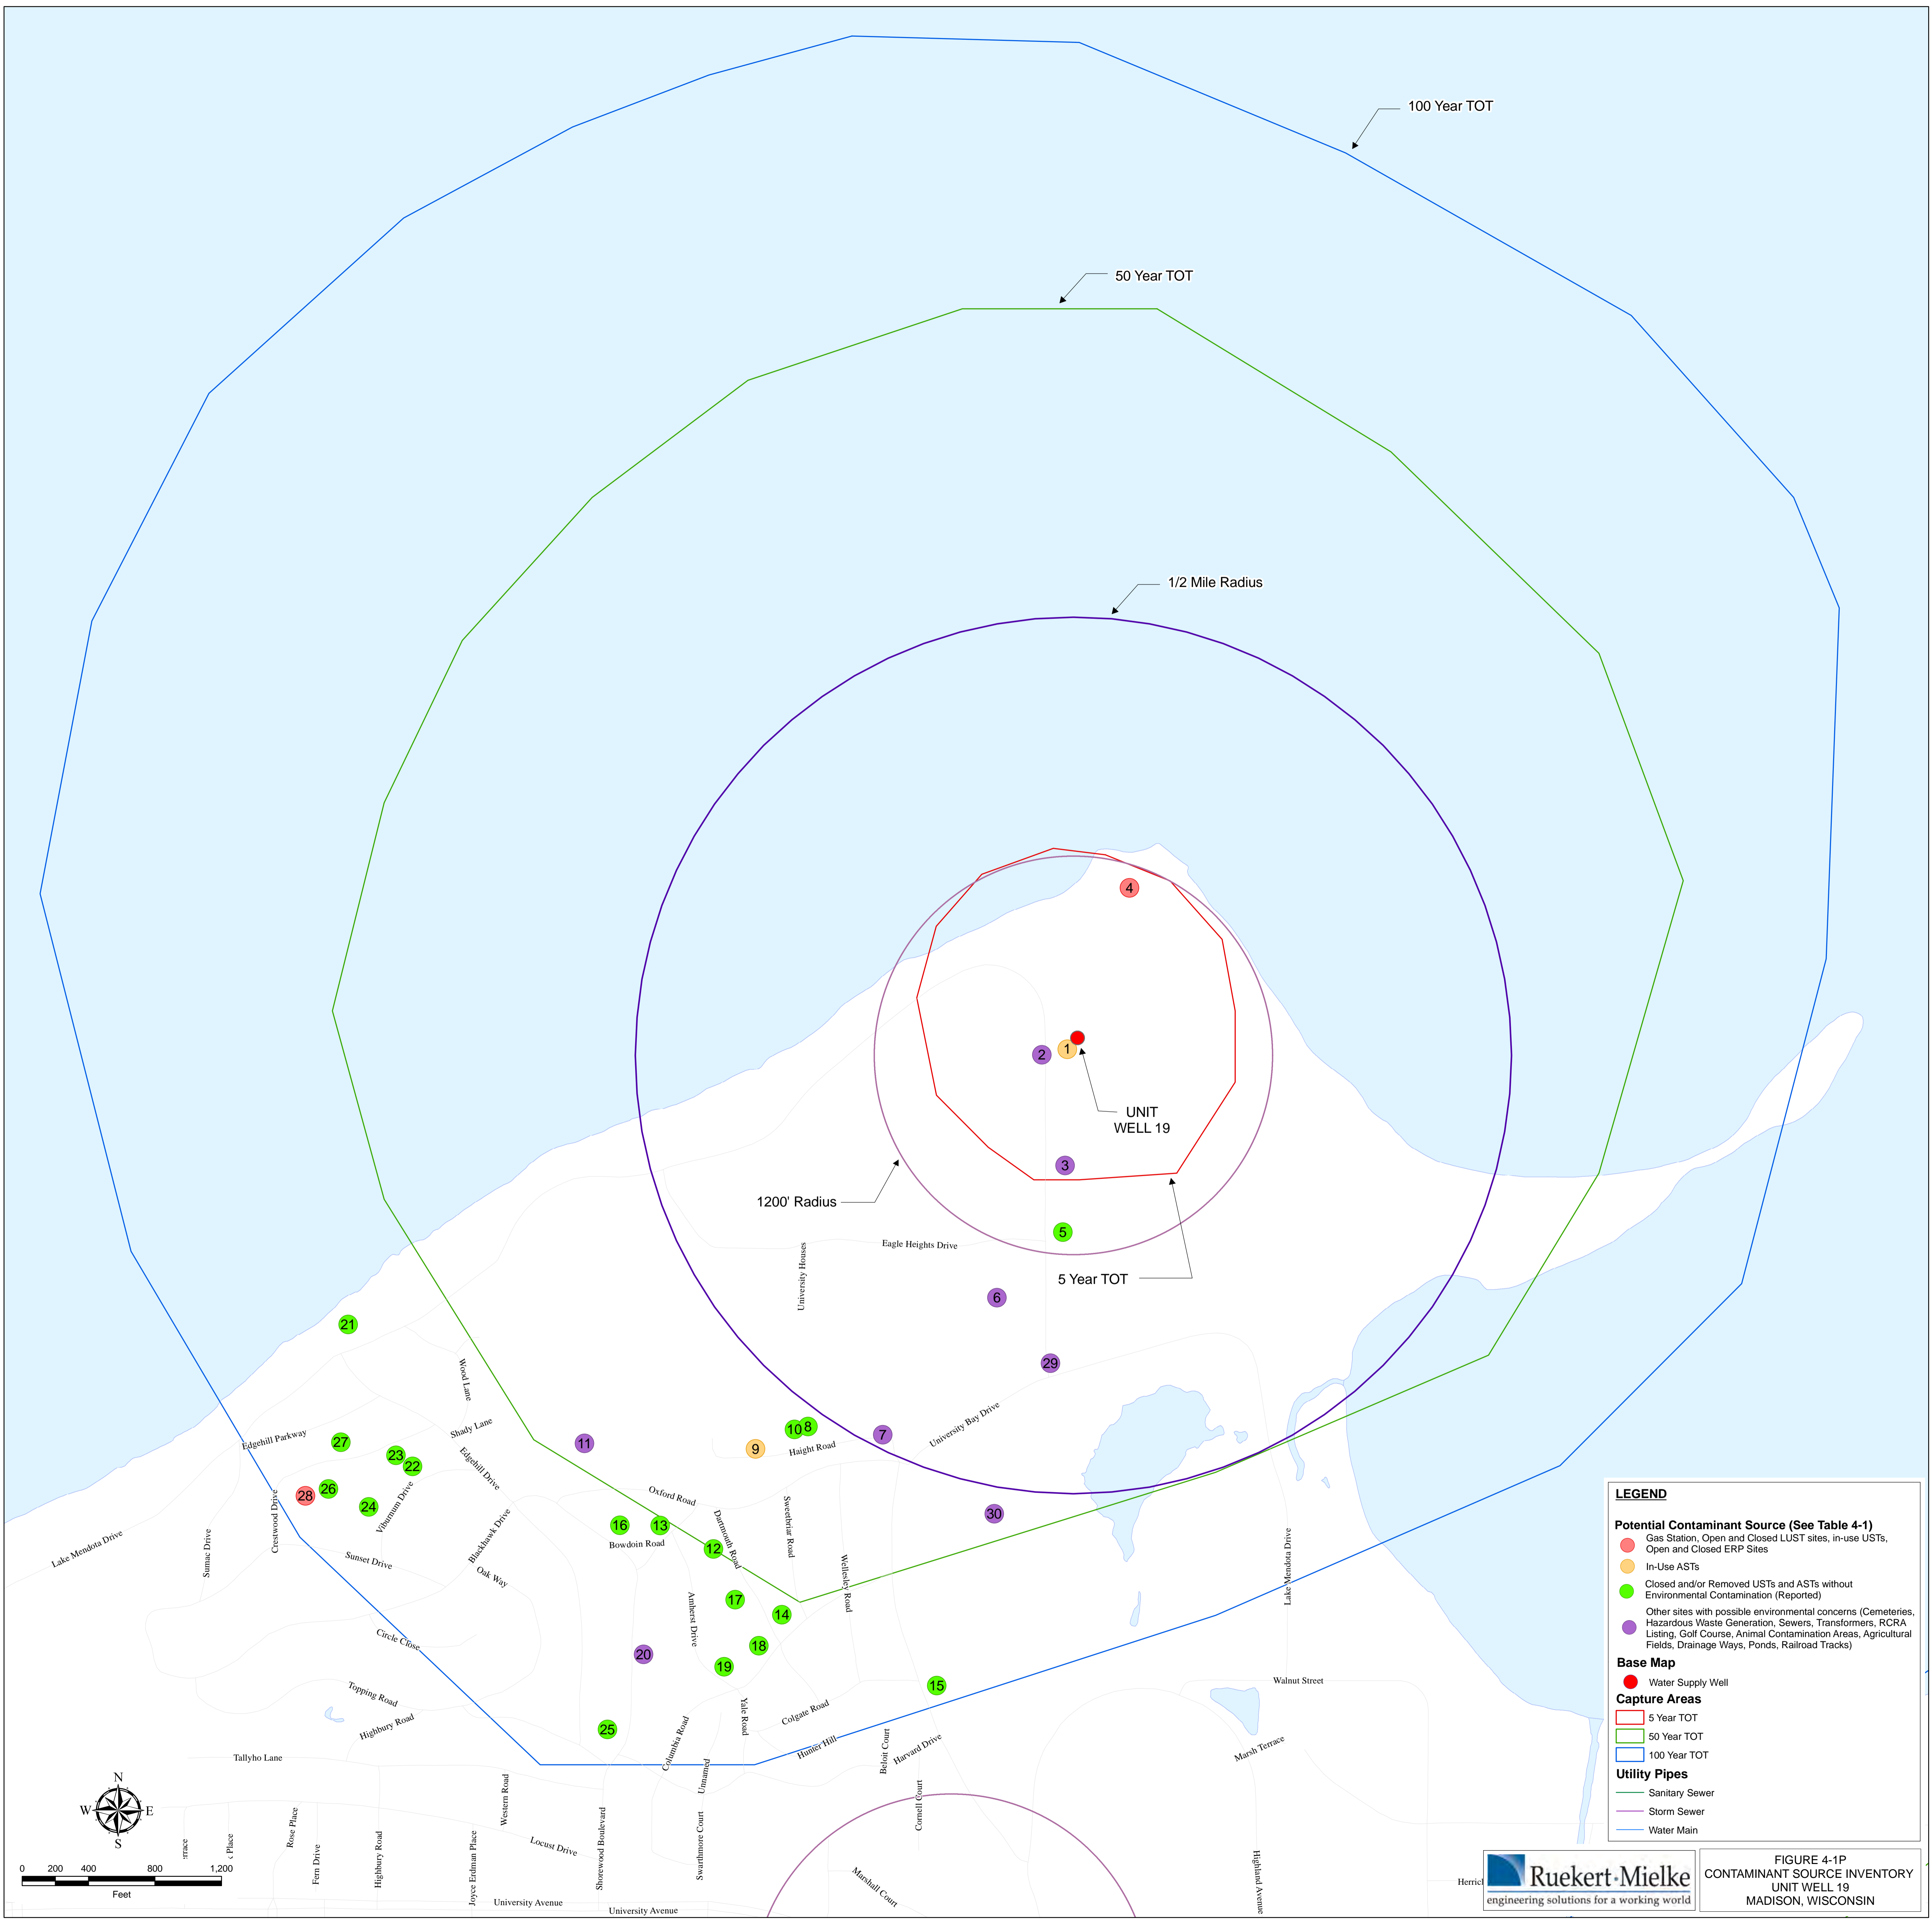 100 Year TOT
50 Year TOT
1/2 Mile Radius
4
2
1
UNIT
WELL 19
3
1200' Radius
5
Eagle Heights Drive
University Houses
5 Year TOT
6
21
29
Wood Lane
Edgehill Parkway
Shady Lane
27
23
22
Edgehill Drive
11
10
8
9
Haight Road
7
University Bay Drive
28
26
24
Viburnum Drive
Crestwood Drive
Oxford Road
30
Lake Mendota Drive
Sumac Drive
Sunset Drive
Blackhawk Drive
Oak Way
16
13
Bowdoin Road
12
Dartmouth Road
Sweetbriar Road
Wellesley Road
Lake Mendota Drive
17
14
Amherst Drive
Circle Close
20
18
19
15
Walnut Street
Topping Road
Highbury Road
25
Columbia Road
Yale Road
Colgate Road
Hunter Hill
Beloit Court
Harvard Drive
Marsh Terrace
Tallyho Lane
Unnamed
Western Road
Cornell Court
N
W
E
S
rrace
k Place
Rose Place
Fern Drive
Highbury Road
Joyce Erdman Place
Locust Drive
Shorewood Boulevard
Swarthmore Court
Marshall Court
Highland Avenue
Herrick
University Avenue
University Avenue
0 200 400 800 1,200
Feet
LEGEND
Potential Contaminant Source (See Table 4-1)
Gas Station, Open and Closed LUST sites, in-use USTs,
Open and Closed ERP Sites
In-Use ASTs
Closed and/or Removed USTs and ASTs without
Environmental Contamination (Reported)
Other sites with possible environmental concerns (Cemeteries,
Hazardous Waste Generation, Sewers, Transformers, RCRA
Listing, Golf Course, Animal Contamination Areas, Agricultural
Fields, Drainage Ways, Ponds, Railroad Tracks)
Base Map
Water Supply Well
Capture Areas
5 Year TOT
50 Year TOT
100 Year TOT
Utility Pipes
Sanitary Sewer
Storm Sewer
Water Main
Ruekert·Mielke
engineering solutions for a working world
FIGURE 4-1P
CONTAMINANT SOURCE INVENTORY
UNIT WELL 19
MADISON, WISCONSIN